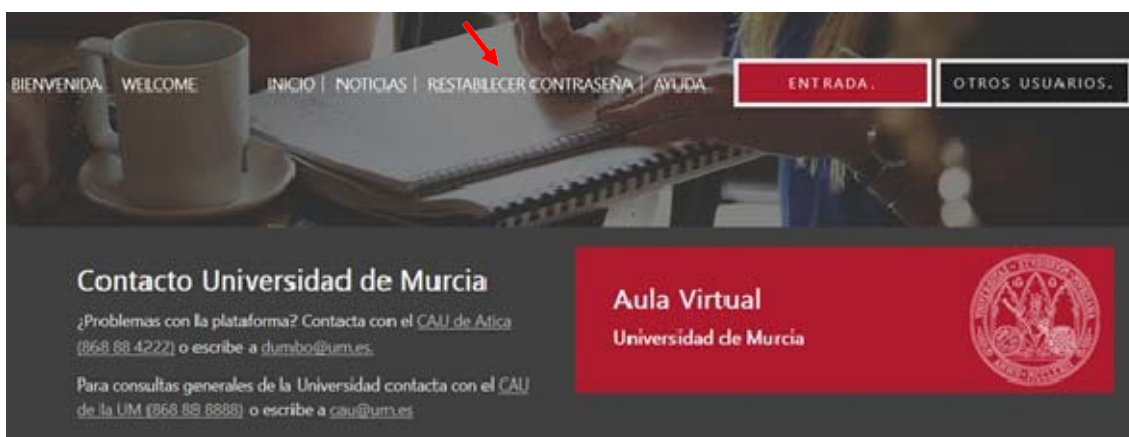 BIENVENIDA WELCOME INICIO | NOTICIAS | RESTABLECER CONTRASEÑA | AYUDA ENTRADA. OTROS USUARIOS.
Contacto Universidad de Murcia
¿Problemas con la plataforma? Contacta con el CAU de Atica
(868 88 4222) o escribe a dumbo@um.es.
Para consultas generales de la Universidad contacta con el CAU
de la UM (868 88 8888) o escribe a cau@um.es
Aula Virtual
Universidad de Murcia